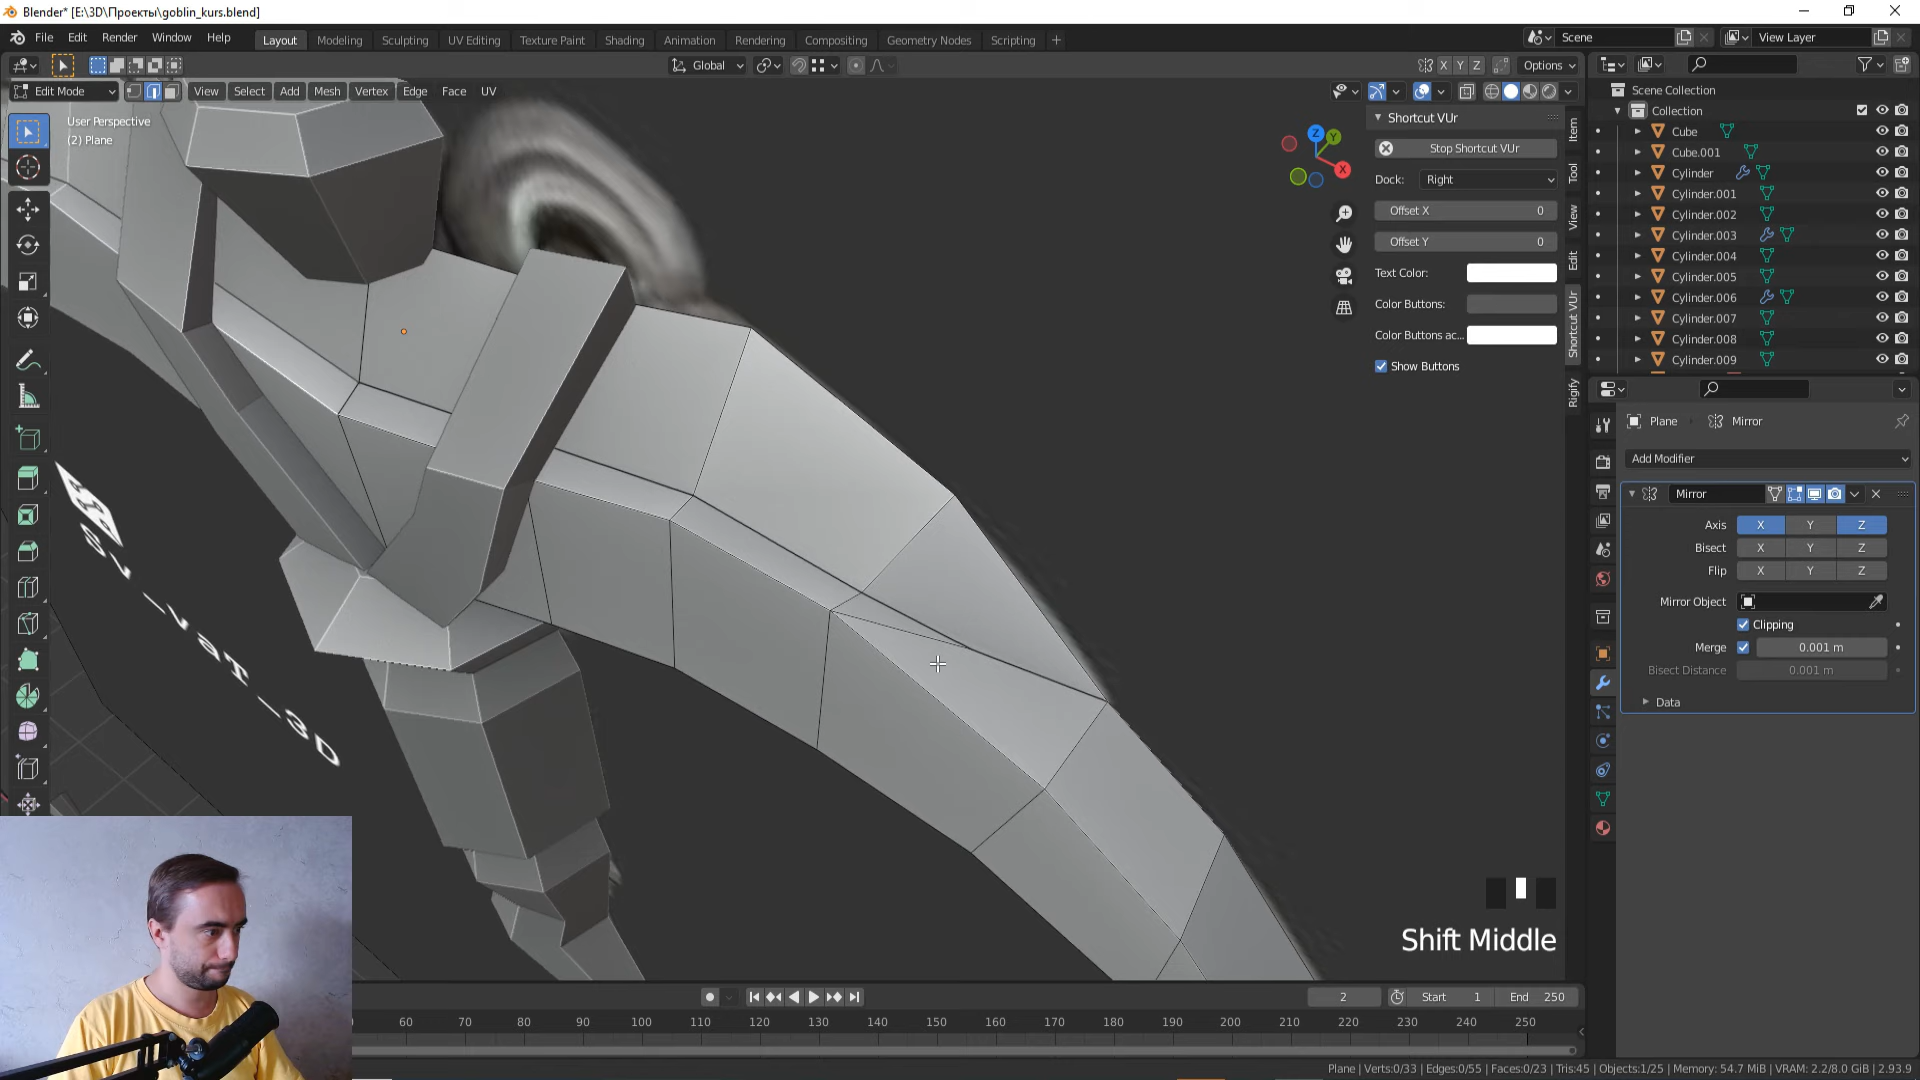 Blender* [E:\3D\Проекты\goblin_kurs.blend]
File Edit Render Window Help
Layout Modeling Sculpting UV Editing Texture Paint Shading Animation Rendering Compositing Geometry Nodes Scripting +
Scene
View Layer
Global
X Y Z
Options
Edit Mode
View Select Add Mesh Vertex Edge Face UV
User Perspective
(2) Plane
Z Y X
Shortcut VUr
Stop Shortcut VUr
Dock: Right
Offset X 0
Offset Y 0
Text Color:
Color Buttons:
Color Buttons ac...
Show Buttons
Item
Tool
View
Edit
Shortcut VUr
Rigify
Scene Collection
Collection
Cube
Cube.001
Cylinder
Cylinder.001
Cylinder.002
Cylinder.003
Cylinder.004
Cylinder.005
Cylinder.006
Cylinder.007
Cylinder.008
Cylinder.009
Plane Mirror
Add Modifier
Mirror
Axis X Y Z
Bisect X Y Z
Flip X Y Z
Mirror Object
Clipping
Merge 0.001 m
Bisect Distance 0.001 m
Data
Shift Middle
2
Start 1
End 250
60 70 80 90 100 110 120 130 140 150 160 170 180 190 200 210 220 230 240 250
Plane | Verts:0/33 | Edges:0/55 | Faces:0/23 | Tris:45 | Objects:1/25 | Memory: 54.7 MiB | VRAM: 2.2/8.0 GiB | 2.93.9